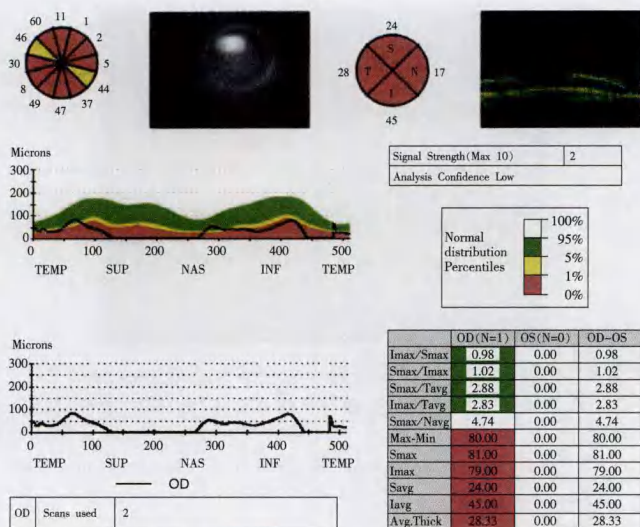 60 11 1
46 2
30 5
8 44
49 47 37
24
S
28 T N 17
I
45
Microns
300
200
100
0
0 100 200 300 400 500
TEMP SUP NAS INF TEMP
Signal Strength(Max 10) 2
Analysis Confidence Low
Normal distribution Percentiles
100%
95%
5%
1%
0%
Microns
300
200
100
0
0 100 200 300 400 500
TEMP SUP NAS INF TEMP
OD
OD Scans used 2
OD(N=1) OS(N=0) OD-OS
Imax/Smax 0.98 0.00 0.98
Smax/Imax 1.02 0.00 1.02
Smax/Tavg 2.88 0.00 2.88
Imax/Tavg 2.83 0.00 2.83
Smax/Navg 4.74 0.00 4.74
Max-Min 80.00 0.00 80.00
Smax 81.00 0.00 81.00
Imax 79.00 0.00 79.00
Savg 24.00 0.00 24.00
Iavg 45.00 0.00 45.00
Avg.Thick 28.33 0.00 28.33